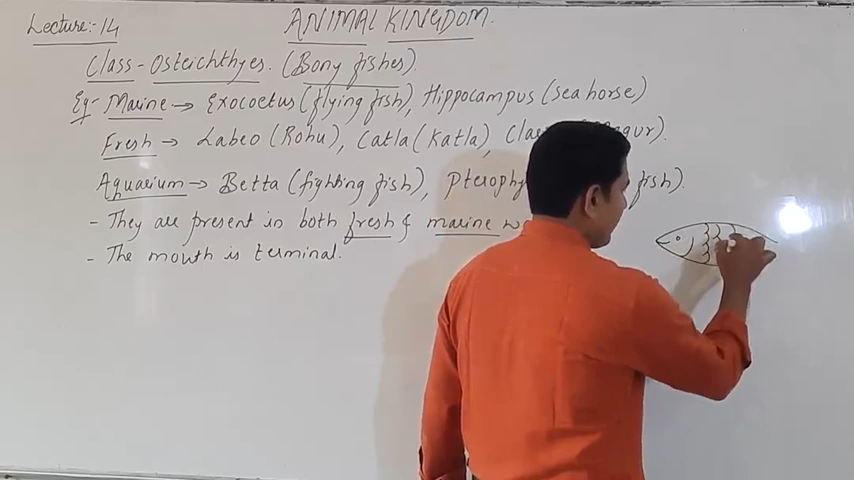 Lecture:- 14
ANIMAL KINGDOM.
Class- Osteichthyes. (Bony fishes).
Eg- Marine → Exocoetus (flying fish), Hippocampus (sea horse)
Fresh → Labeo (Rohu), Catla (Katla),
Aquarium → Betta (fighting fish), fish).
- They are present in both fresh & marine
- The mouth is terminal.